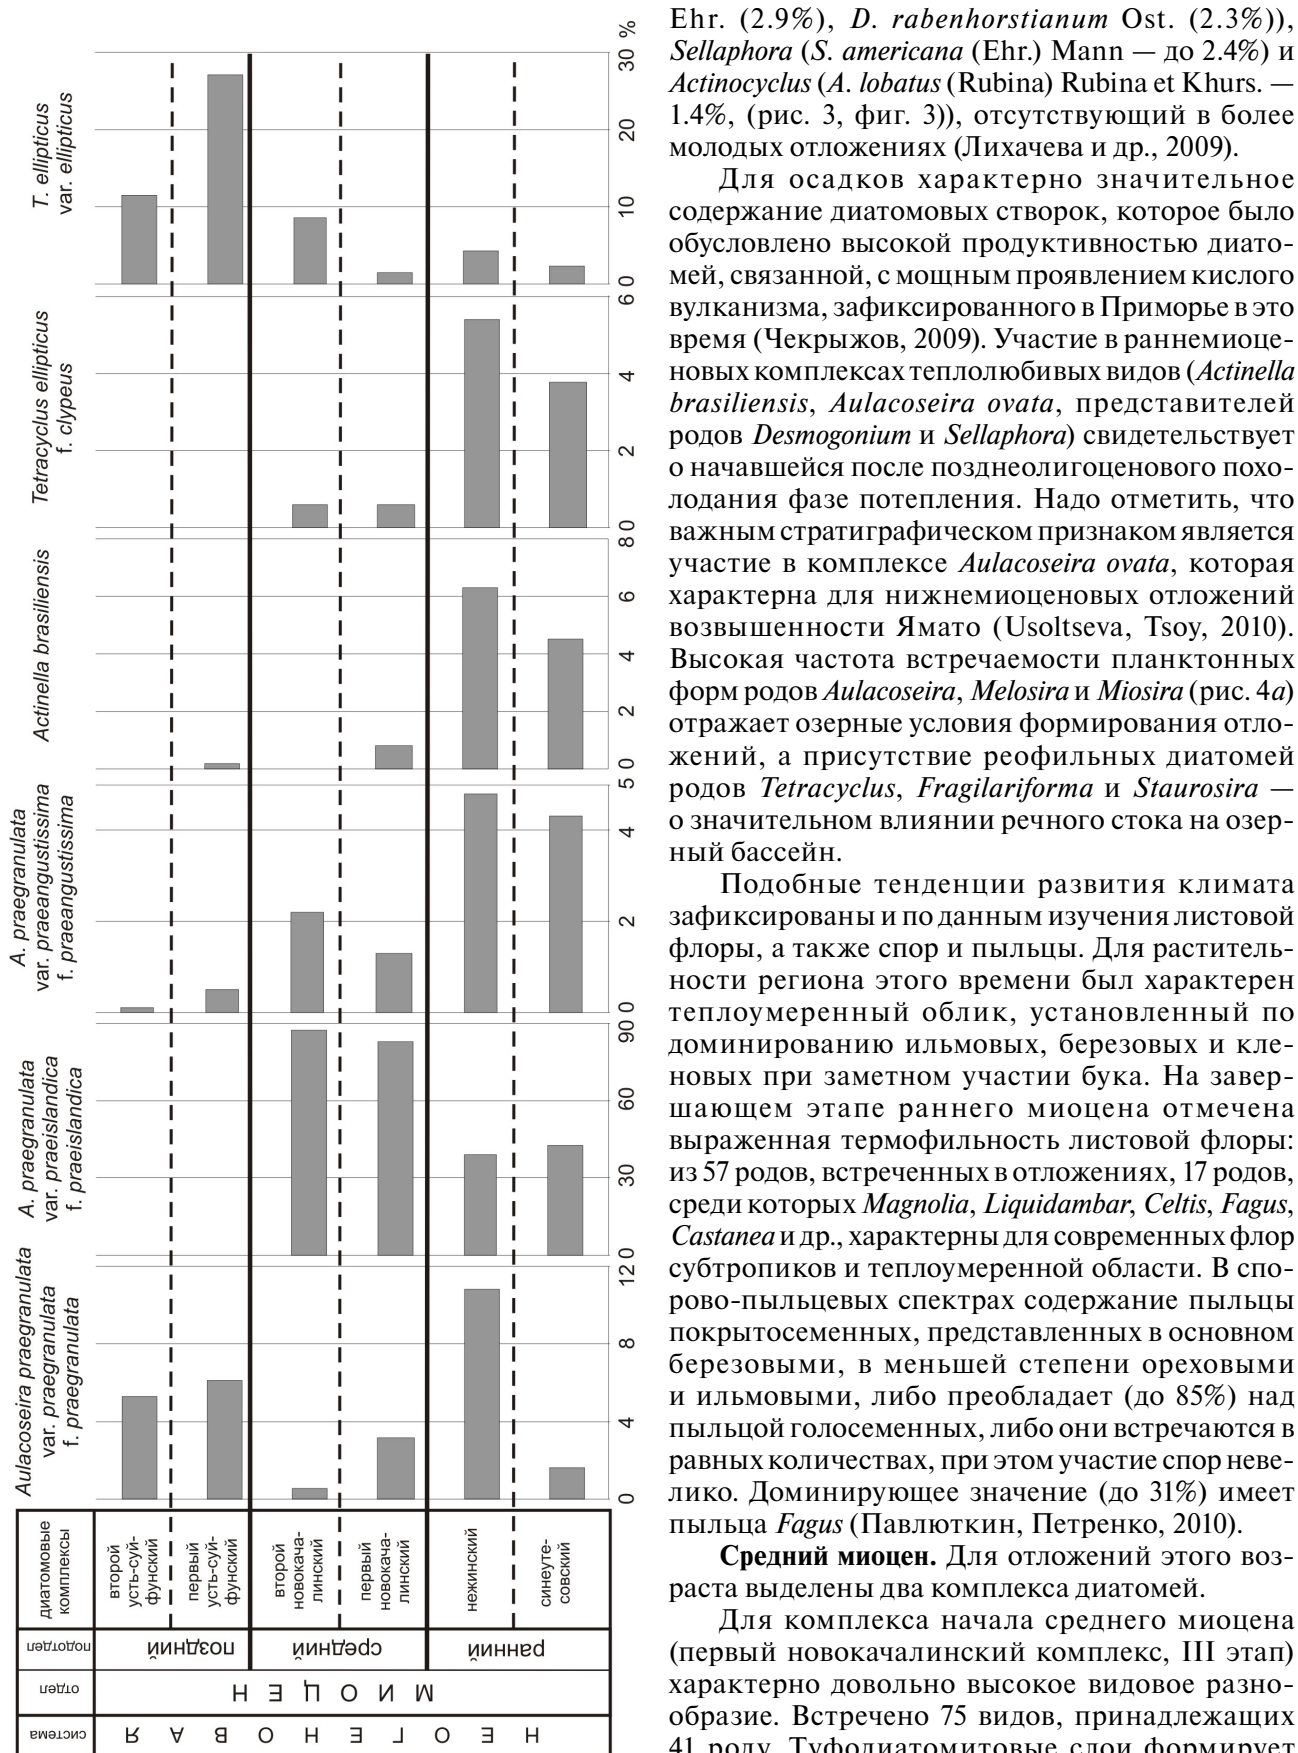 T. ellipticus
var. ellipticus
0
10
20
30 %
Tetracyclus ellipticus
f. clypeus
0
2
4
6
Actinella brasiliensis
0
2
4
6
8
A. praegranulata
var. praeangustissima
f. praeangustissima
0
2
4
5
A. praegranulata
var. praeislandica
f. praeislandica
0
30
60
90
Aulacoseira praegranulata
var. praegranulata
f. praegranulata
0
4
8
12
диатомовые
комплексы
второй
усть-суй-
фунский
первый
усть-суй-
фунский
второй
новокача-
линский
первый
новокача-
линский
нежинский
синеуте-
совский
подотдел
поздний
средний
ранний
отдел
МИОЦЕН
система
НЕОГЕНОВАЯ
Ehr. (2.9%), D. rabenhorstianum Ost. (2.3%)),
Sellaphora (S. americana (Ehr.) Mann — до 2.4%) и
Actinocyclus (A. lobatus (Rubina) Rubina et Khurs. —
1.4%, (рис. 3, фиг. 3)), отсутствующий в более
молодых отложениях (Лихачева и др., 2009).
Для осадков характерно значительное
содержание диатомовых створок, которое было
обусловлено высокой продуктивностью диато-
мей, связанной, с мощным проявлением кислого
вулканизма, зафиксированного в Приморье в это
время (Чекрыжов, 2009). Участие в раннемиоце-
новых комплексах теплолюбивых видов (Actinella
brasiliensis, Aulacoseira ovata, представителей
родов Desmogonium и Sellaphora) свидетельствует
о начавшейся после позднеолигоценового похо-
лодания фазе потепления. Надо отметить, что
важным стратиграфическом признаком является
участие в комплексе Aulacoseira ovata, которая
характерна для нижнемиоценовых отложений
возвышенности Ямато (Usoltseva, Tsoy, 2010).
Высокая частота встречаемости планктонных
форм родов Aulacoseira, Melosira и Miosira (рис. 4а)
отражает озерные условия формирования отло-
жений, а присутствие реофильных диатомей
родов Tetracyclus, Fragilariforma и Staurosira —
о значительном влиянии речного стока на озер-
ный бассейн.
Подобные тенденции развития климата
зафиксированы и по данным изучения листовой
флоры, а также спор и пыльцы. Для раститель-
ности региона этого времени был характерен
теплоумеренный облик, установленный по
доминированию ильмовых, березовых и кле-
новых при заметном участии бука. На завер-
шающем этапе раннего миоцена отмечена
выраженная термофильность листовой флоры:
из 57 родов, встреченных в отложениях, 17 родов,
среди которых Magnolia, Liquidambar, Celtis, Fagus,
Castanea и др., характерны для современных флор
субтропиков и теплоумеренной области. В спо-
рово-пыльцевых спектрах содержание пыльцы
покрытосеменных, представленных в основном
березовыми, в меньшей степени ореховыми
и ильмовыми, либо преобладает (до 85%) над
пыльцой голосеменных, либо они встречаются в
равных количествах, при этом участие спор неве-
лико. Доминирующее значение (до 31%) имеет
пыльца Fagus (Павлюткин, Петренко, 2010).
Средний миоцен. Для отложений этого воз-
раста выделены два комплекса диатомей.
Для комплекса начала среднего миоцена
(первый новокачалинский комплекс, III этап)
характерно довольно высокое видовое разно-
образие. Встречено 75 видов, принадлежащих
41 роду. Туфодиатомитовые слои формирует